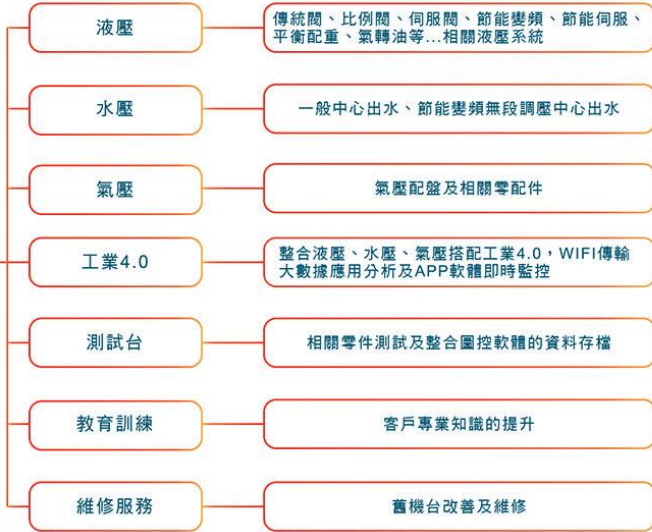 液壓
傳統閥、比例閥、伺服閥、節能變頻、節能伺服、
平衡配重、氣轉油等...相關液壓系統
水壓
一般中心出水、節能變頻無段調壓中心出水
氣壓
氣壓配盤及相關零配件
工業4.0
整合液壓、水壓、氣壓搭配工業4.0，WIFI傳輸
大數據應用分析及APP軟體即時監控
測試台
相關零件測試及整合圖控軟體的資料存檔
教育訓練
客戶專業知識的提升
維修服務
舊機台改善及維修